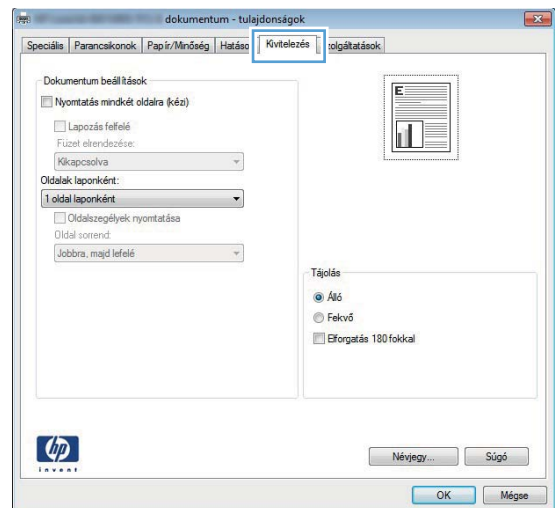 dokumentum - tulajdonságok
Speciális Parancsikonok Papír/Minőség Hatáso Kivitelezés zolgáltatások
Dokumentum beállítások
Nyomtatás mindkét oldalra (kézi)
Lapozás felfelé
Füzet elrendezése:
Kikapcsolva
Oldalak laponként:
1 oldal laponként
Oldalszegélyek nyomtatása
Oldal sorrend:
Jobbra, majd lefelé
E
Tájolás
Álló
Fekvő
Elforgatás 180 fokkal
hp
invent
Névjegy... Súgó
OK Mégse